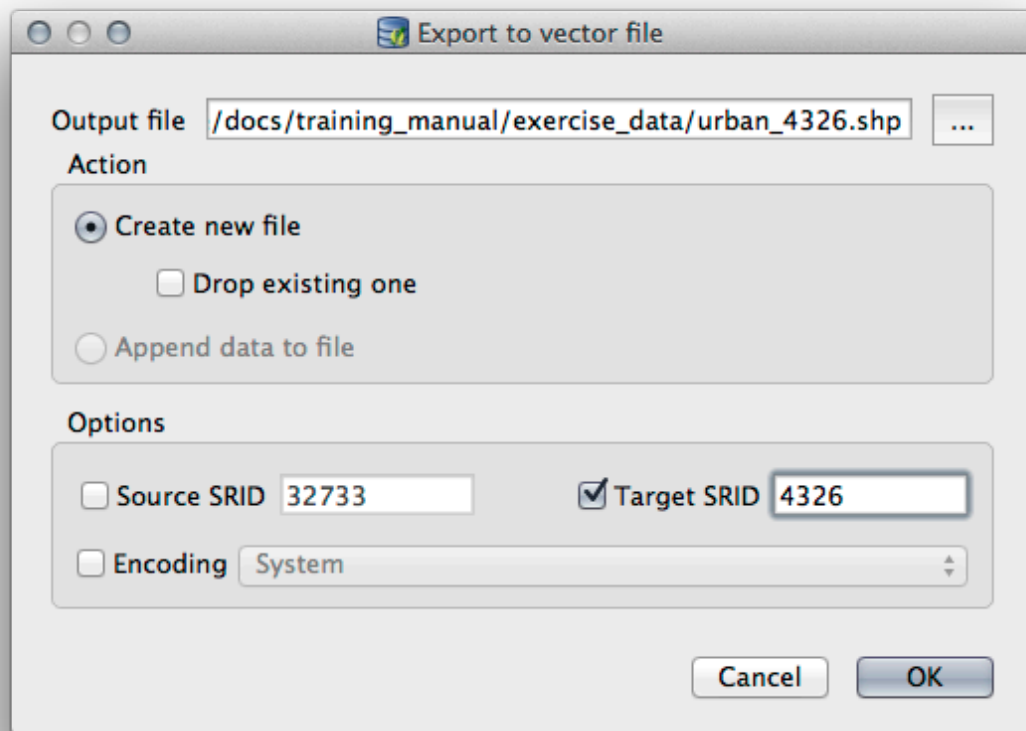 Export to vector file
Output file /docs/training_manual/exercise_data/urban_4326.shp ...
Action
Create new file
Drop existing one
Append data to file
Options
Source SRID 32733 Target SRID 4326
Encoding System
Cancel OK